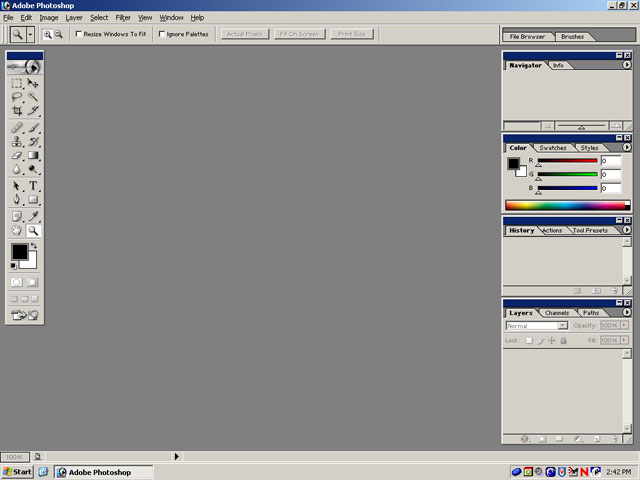 Adobe Photoshop
File Edit Image Layer Select Filter View Window Help
Resize Windows To Fit Ignore Palettes Actual Pixels Fit On Screen Print Size File Browser Brushes
Navigator Info
Color Swatches Styles
R 0
G 0
B 0
History Actions Tool Presets
Layers Channels Paths
Normal Opacity: 100%
Lock: Fill: 100%
100%
Start Adobe Photoshop 2:42 PM